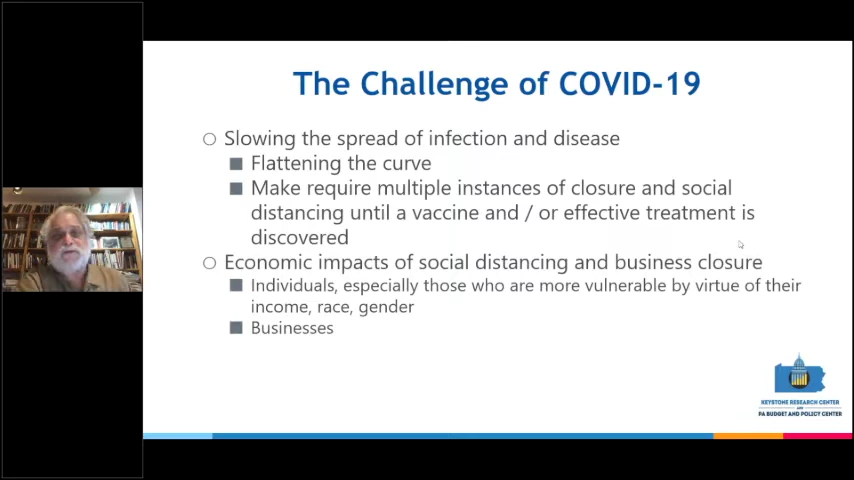 The Challenge of COVID-19
Slowing the spread of infection and disease
Flattening the curve
Make require multiple instances of closure and social
distancing until a vaccine and / or effective treatment is
discovered
Economic impacts of social distancing and business closure
Individuals, especially those who are more vulnerable by virtue of their
income, race, gender
Businesses
KEYSTONE RESEARCH CENTER
AND
PA BUDGET AND POLICY CENTER